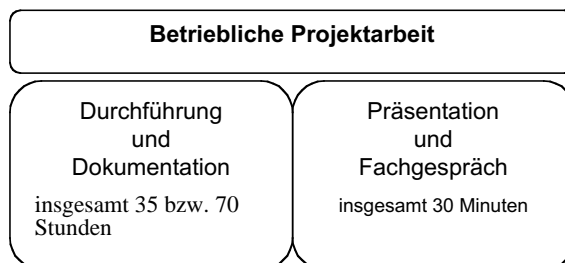 Betriebliche Projektarbeit
Durchführung
und
Dokumentation
insgesamt 35 bzw. 70
Stunden
Präsentation
und
Fachgespräch
insgesamt 30 Minuten